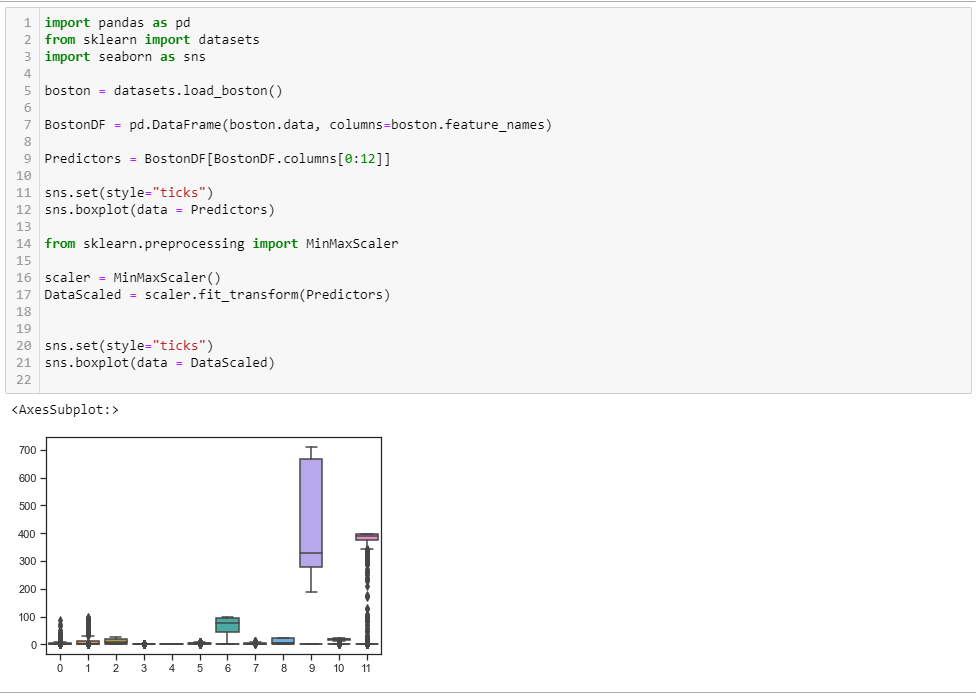 1 import pandas as pd
2 from sklearn import datasets
3 import seaborn as sns
4
5 boston = datasets.load_boston()
6
7 BostonDF = pd.DataFrame(boston.data, columns=boston.feature_names)
8
9 Predictors = BostonDF[BostonDF.columns[0:12]]
10
11 sns.set(style="ticks")
12 sns.boxplot(data = Predictors)
13
14 from sklearn.preprocessing import MinMaxScaler
15
16 scaler = MinMaxScaler()
17 DataScaled = scaler.fit_transform(Predictors)
18
19
20 sns.set(style="ticks")
21 sns.boxplot(data = DataScaled)
22
<AxesSubplot:>
700
600
500
400
300
200
100
0
0 1 2 3 4 5 6 7 8 9 10 11